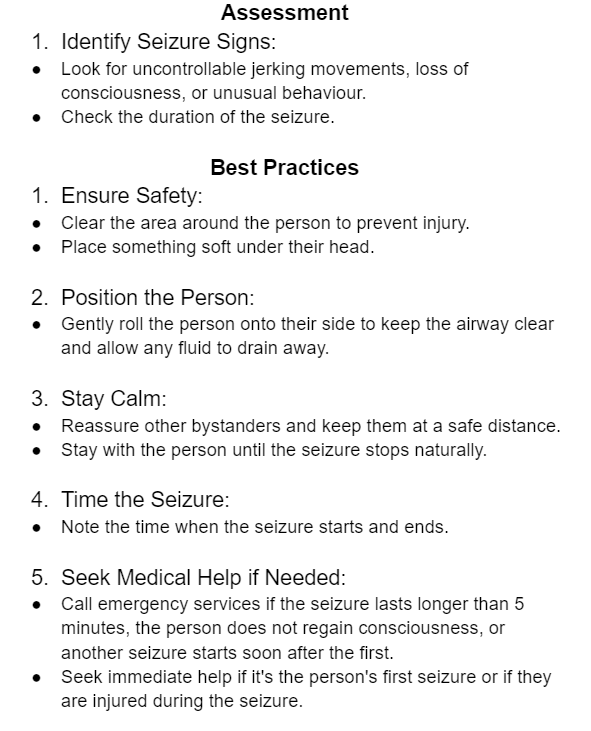 Assessment
1. Identify Seizure Signs:
● Look for uncontrollable jerking movements, loss of
consciousness, or unusual behaviour.
● Check the duration of the seizure.
Best Practices
1. Ensure Safety:
● Clear the area around the person to prevent injury.
● Place something soft under their head.
2. Position the Person:
● Gently roll the person onto their side to keep the airway clear
and allow any fluid to drain away.
3. Stay Calm:
● Reassure other bystanders and keep them at a safe distance.
● Stay with the person until the seizure stops naturally.
4. Time the Seizure:
● Note the time when the seizure starts and ends.
5. Seek Medical Help if Needed:
● Call emergency services if the seizure lasts longer than 5
minutes, the person does not regain consciousness, or
another seizure starts soon after the first.
● Seek immediate help if it's the person's first seizure or if they
are injured during the seizure.